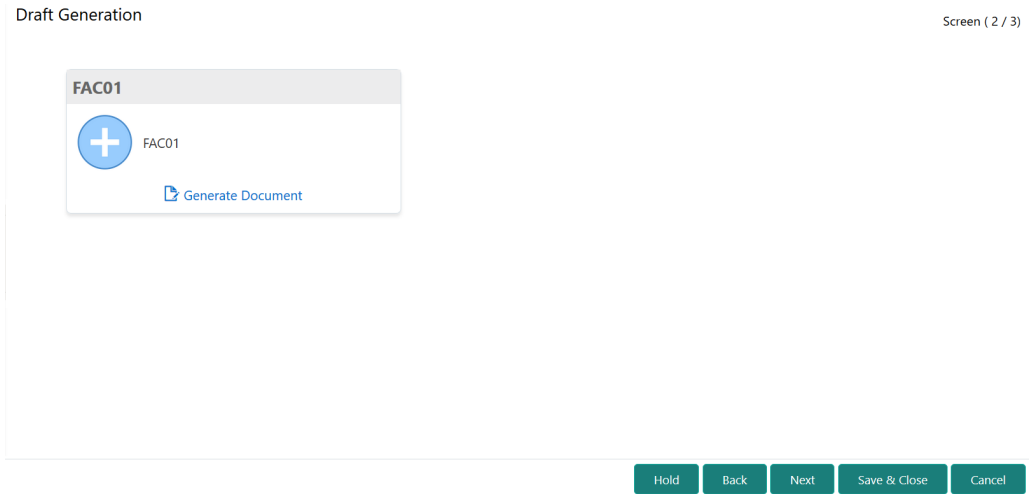 Draft Generation
Screen ( 2 / 3)
FAC01
FAC01
Generate Document
Hold Back Next Save & Close Cancel